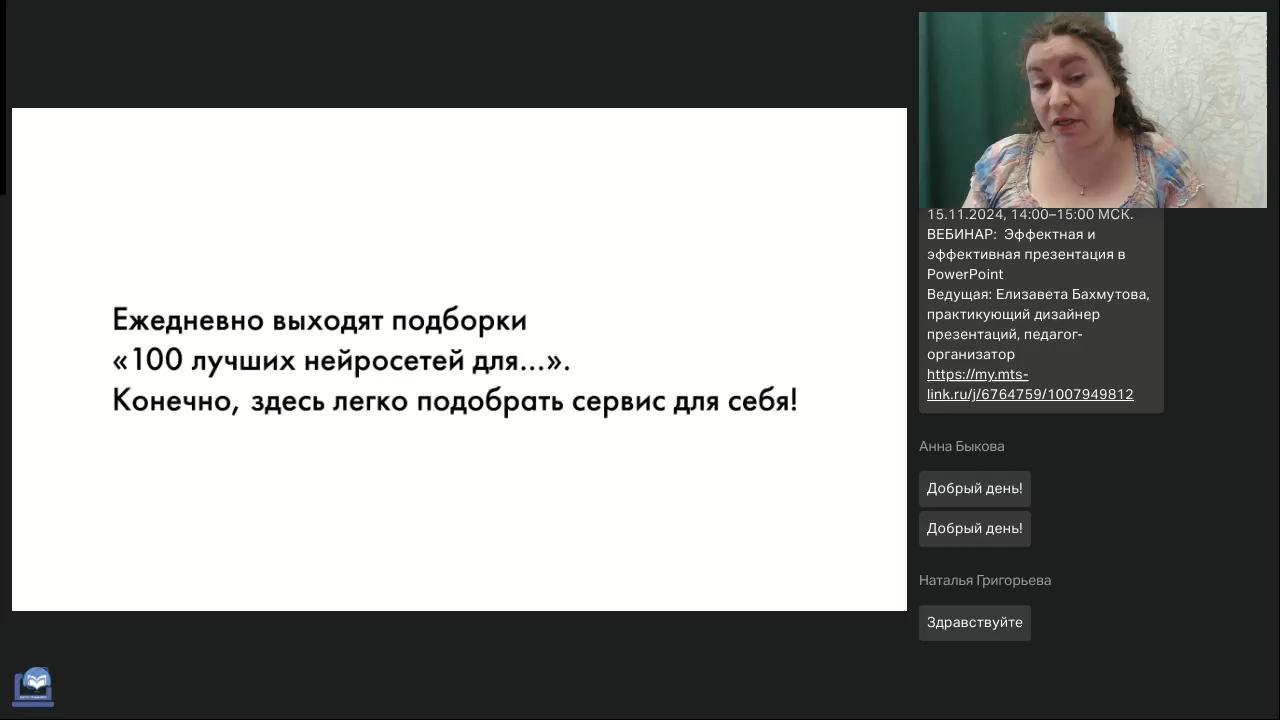 Ежедневно выходят подборки
«100 лучших нейросетей для...».
Конечно, здесь легко подобрать сервис для себя!
15.11.2024, 14:00–15:00 МСК.
ВЕБИНАР:  Эффектная и
эффективная презентация в
PowerPoint
Ведущая: Елизавета Бахмутова,
практикующий дизайнер
презентаций, педагог-
организатор
https://my.mts-
link.ru/j/6764759/1007949812
Анна Быкова
Добрый день!
Добрый день!
Наталья Григорьева
Здравствуйте